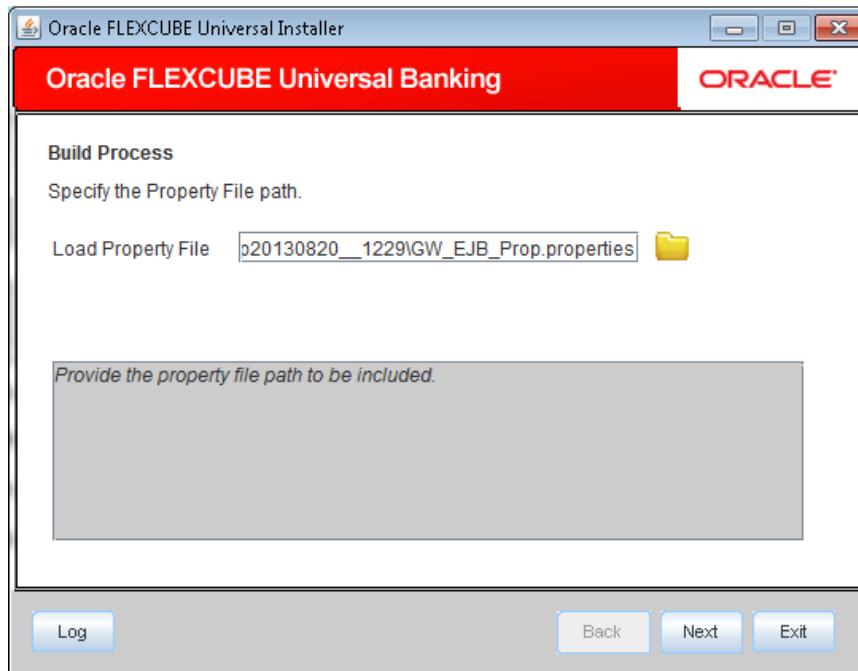 Oracle FLEXCUBE Universal Installer
Oracle FLEXCUBE Universal Banking
ORACLE
Build Process
Specify the Property File path.
Load Property File
p20130820__1229\GW_EJB_Prop.properties
Provide the property file path to be included.
Log
Back
Next
Exit